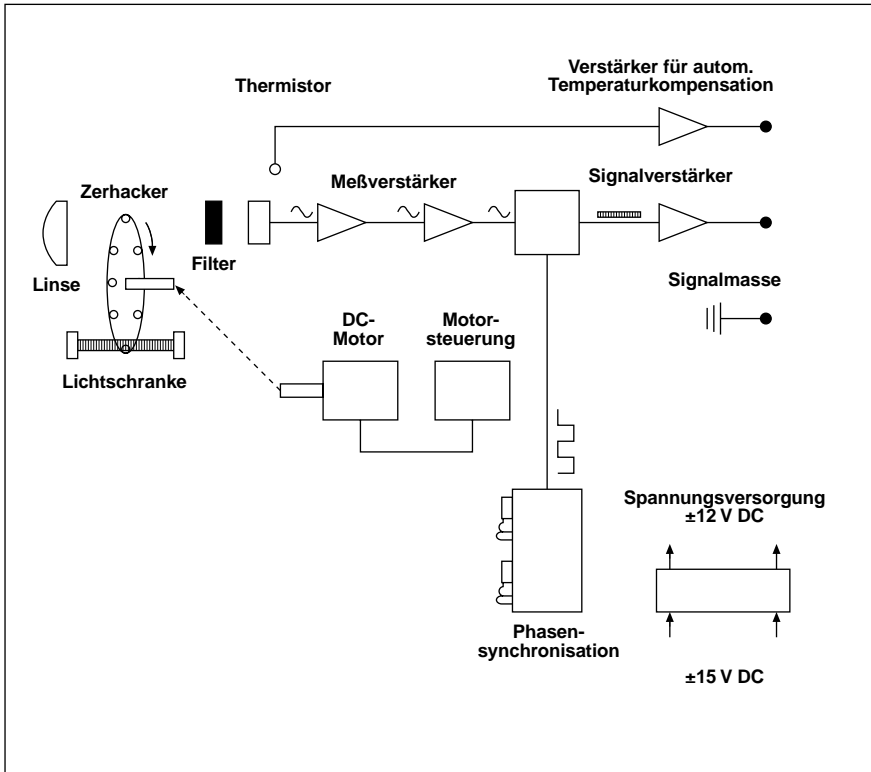 Verstärker für autom.
Temperaturkompensation
Thermistor
Zerhacker
Meßverstärker
Signalverstärker
Linse
Filter
Signalmasse
DC-
Motor
Motor-
steuerung
Lichtschranke
Spannungsversorgung
±12 V DC
Phasen-
synchronisation
±15 V DC